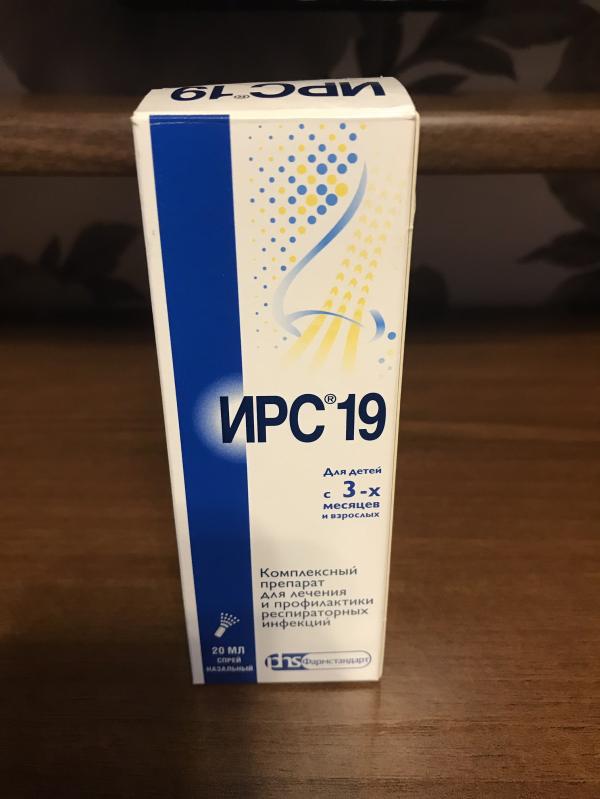 ИРС®19
ИРС®19
Для детей
с 3-х
месяцев
и взрослых
Комплексный
препарат
для лечения
и профилактики
респираторных
инфекций
20 МЛ
СПРЕЙ
НАЗАЛЬНЫЙ
phs Фармстандарт